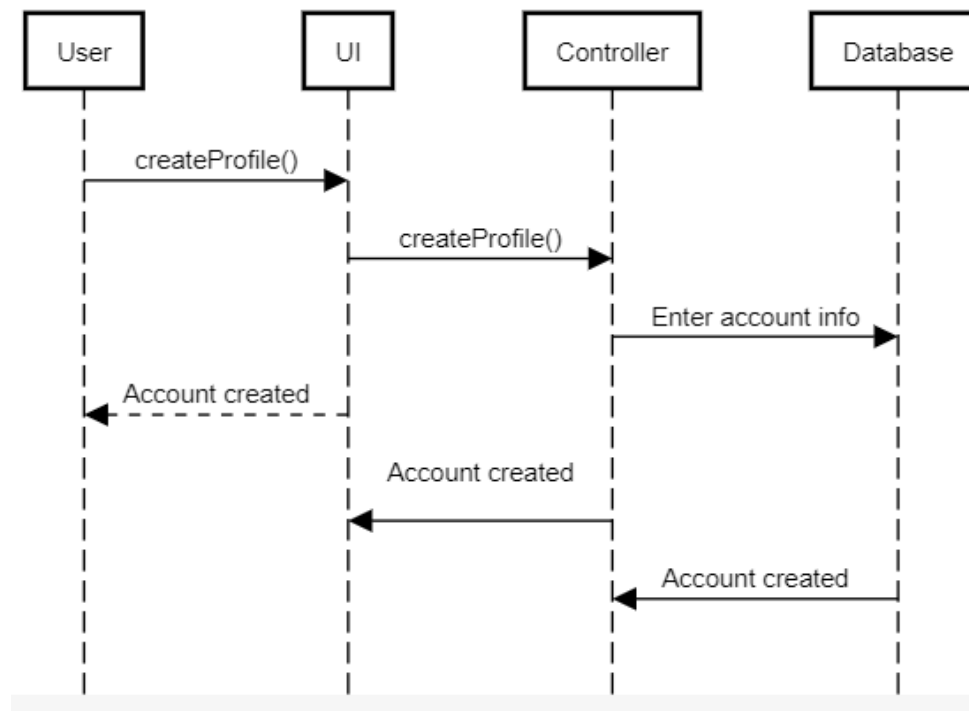 User
UI
Controller
Database
createProfile()
createProfile()
Enter account info
Account created
Account created
Account created